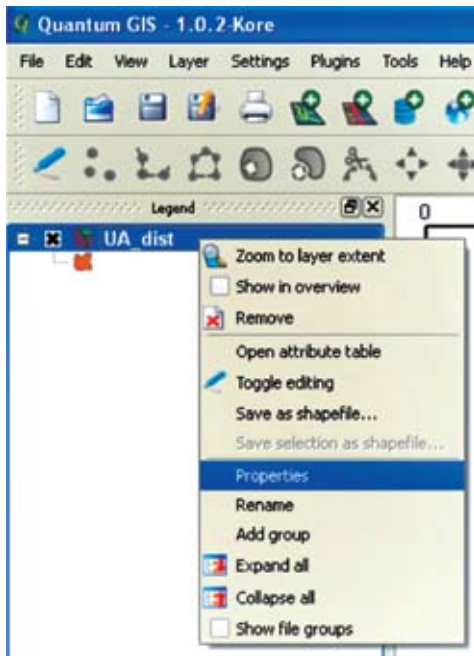 Quantum GIS - 1.0.2-Kore
File Edit View Layer Settings Plugins Tools Help
Legend
0
UA_dist
Zoom to layer extent
Show in overview
Remove
Open attribute table
Toggle editing
Save as shapefile...
Save selection as shapefile...
Properties
Rename
Add group
Expand all
Collapse all
Show file groups